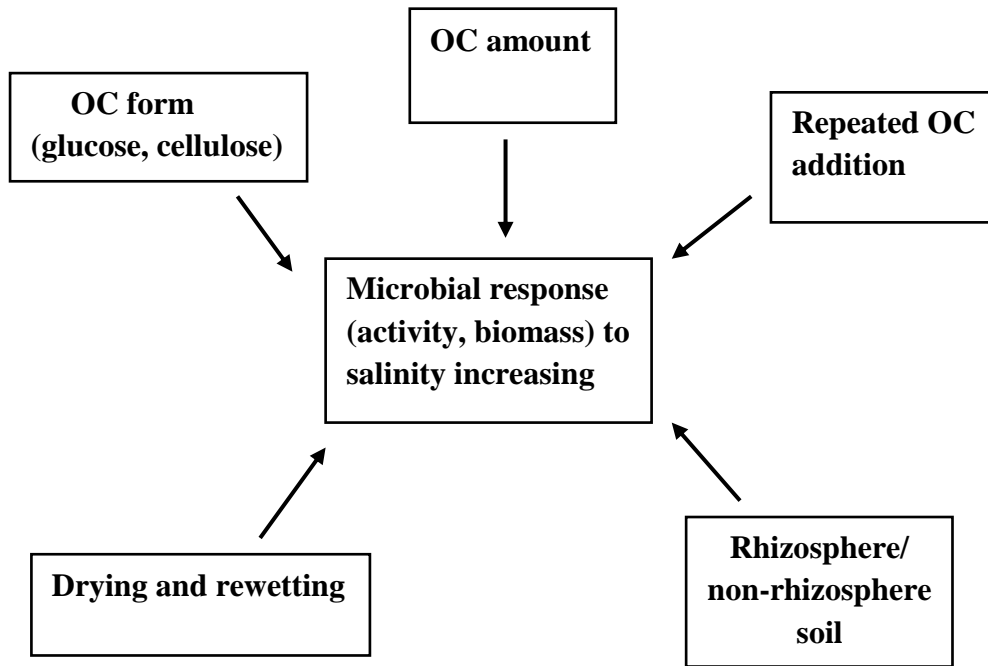 OC amount
OC form
(glucose, cellulose)
Repeated OC
addition
Microbial response
(activity, biomass) to
salinity increasing
Drying and rewetting
Rhizosphere/
non-rhizosphere
soil